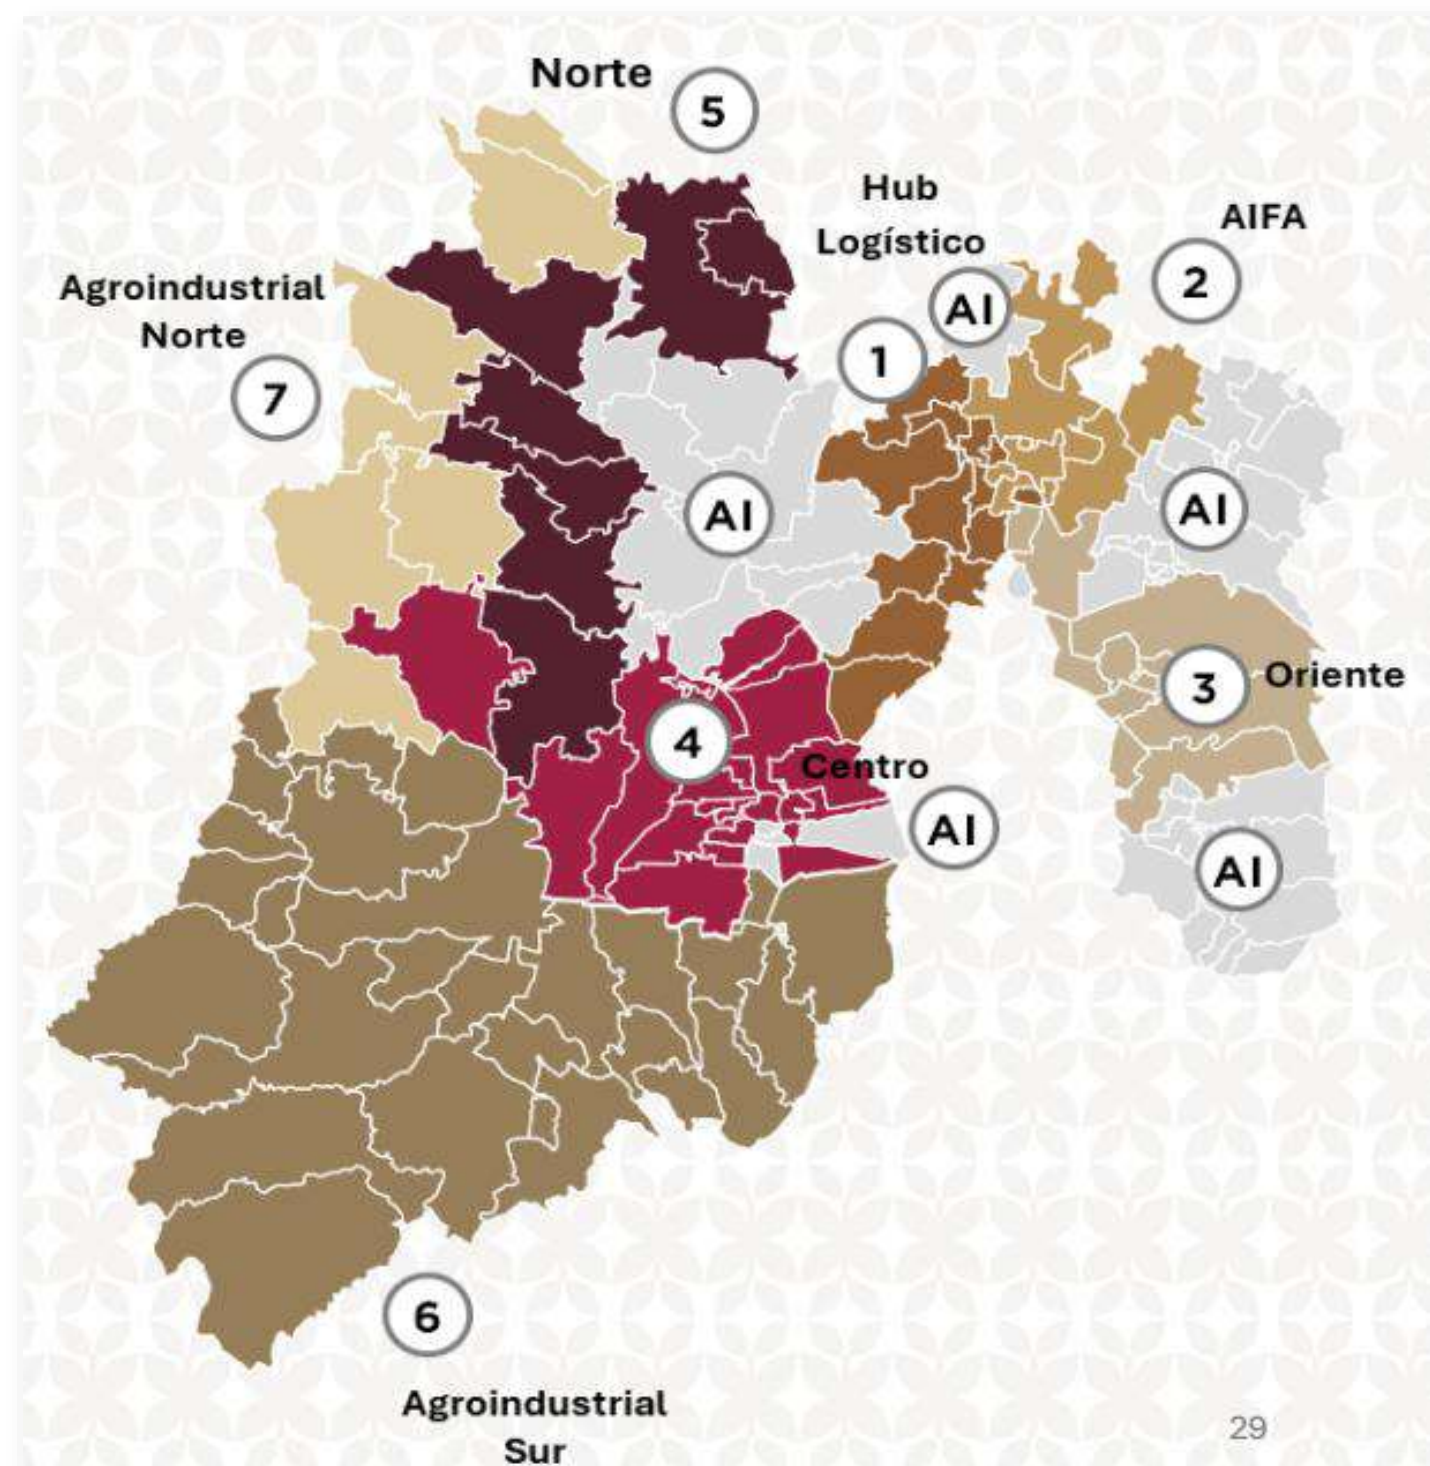 Norte
5
Hub
Logístico
AIFA
AI
2
Agroindustrial
Norte
1
7
AI
AI
3
Oriente
4
Centro
AI
AI
6
Agroindustrial
Sur
29